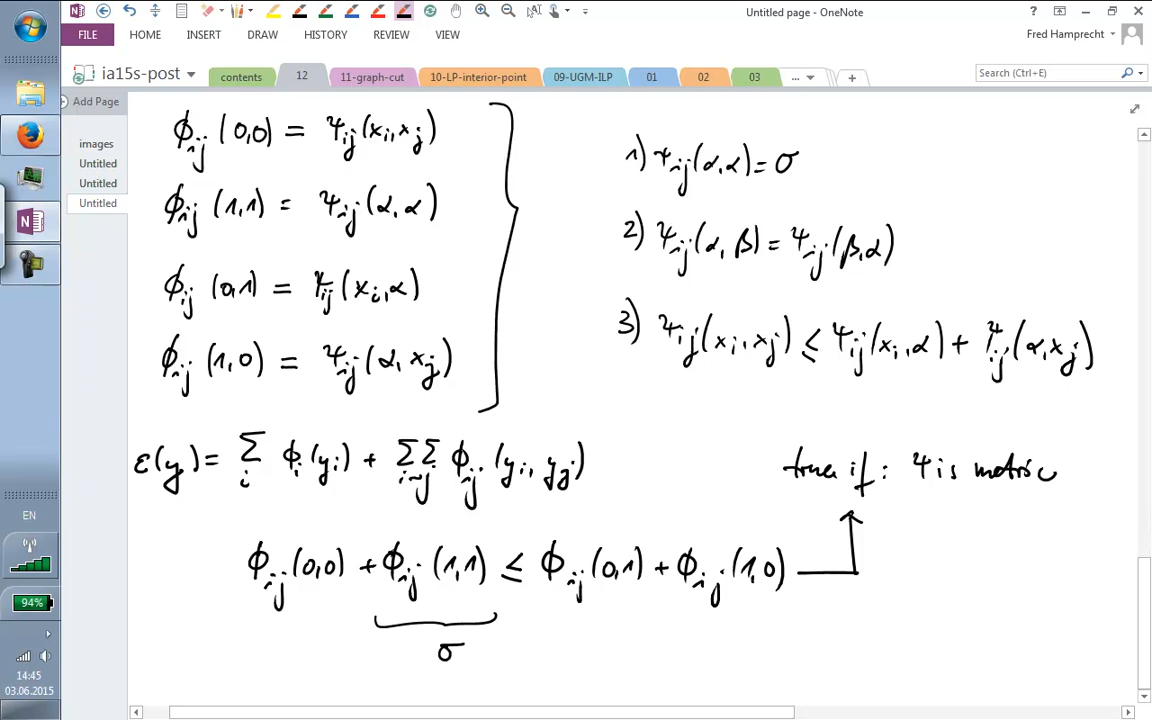 Untitled page - OneNote
FILE HOME INSERT DRAW HISTORY REVIEW VIEW
Fred Hamprecht
ia15s-post contents 12 11-graph-cut 10-LP-interior-point 09-UGM-ILP 01 02 03 ...
Search (Ctrl+E)
Add Page
images
Untitled
Untitled
Untitled
ϕij (0,0) = ψij(xi,xj)
ϕij (1,1) = ψij(α,α)
ϕij (0,1) = ψij(xi,α)
ϕij (1,0) = ψij(α,xj)
1) ψij(α,α) = 0
2) ψij(α,β) = ψij(β,α)
3) ψij(xi,xj) ≤ ψij(xi,α) + ψij(α,xj)
ε(y) = Σi ϕi(yi) + ΣΣi~j ϕij(yi,yj)
true if: ψ is metric
ϕij(0,0) + ϕij(1,1) ≤ ϕij(0,1) + ϕij(1,0)
0
EN
94%
14:45
03.06.2015